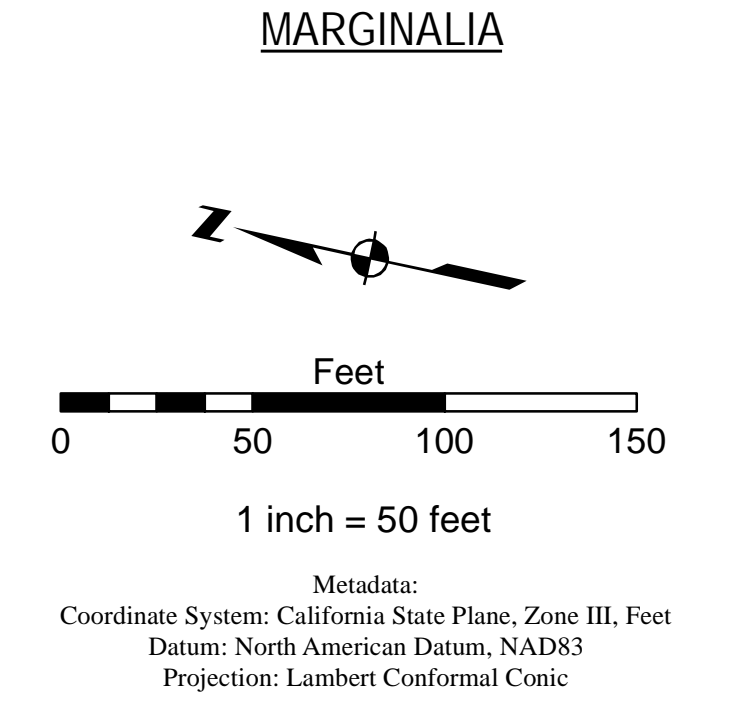 MARGINALIA
N
Feet
0 50 100 150
1 inch = 50 feet
Metadata:
Coordinate System: California State Plane, Zone III, Feet
Datum: North American Datum, NAD83
Projection: Lambert Conformal Conic